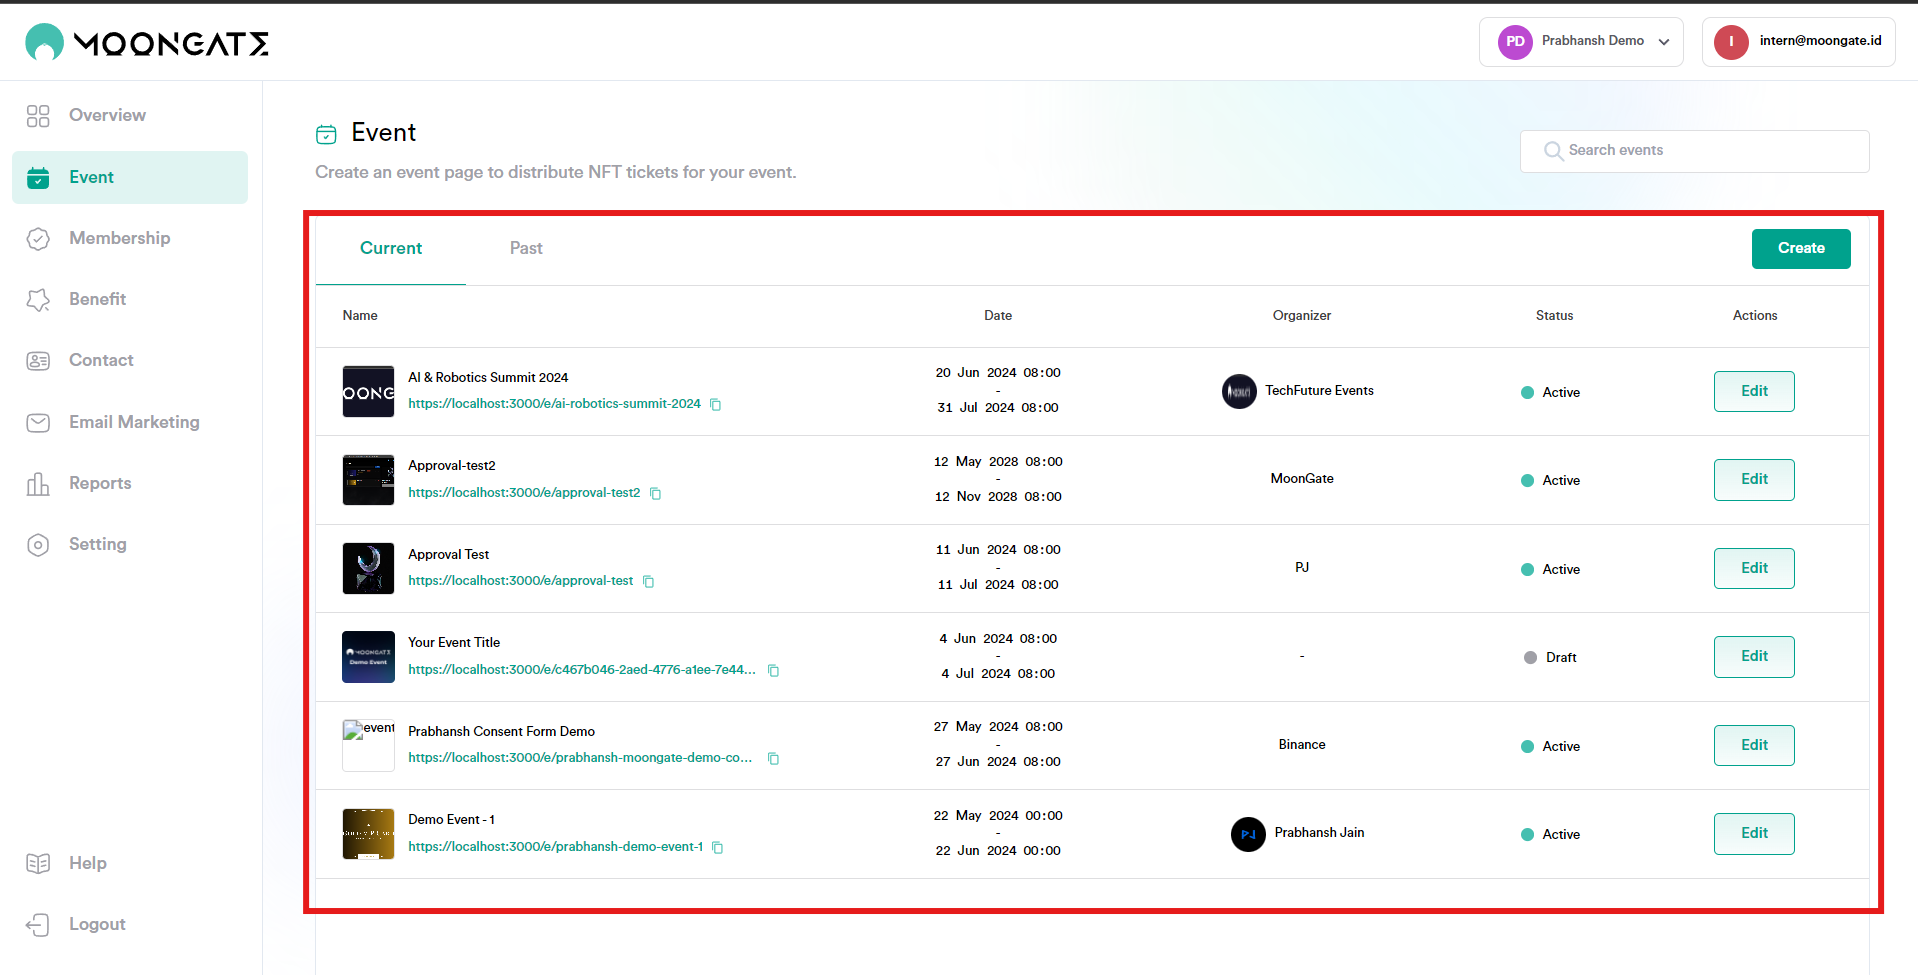 MOONGATE
PD Prabhansh Demo
I intern@moongate.id
Overview
Event
Membership
Benefit
Contact
Email Marketing
Reports
Setting
Help
Logout
Event
Create an event page to distribute NFT tickets for your event.
Search events
Current Past Create
Name Date Organizer Status Actions
OONG
AI & Robotics Summit 2024
https://localhost:3000/e/ai-robotics-summit-2024
20 Jun 2024 08:00
-
31 Jul 2024 08:00
TechFuture Events
Active
Edit
Approval-test2
https://localhost:3000/e/approval-test2
12 May 2028 08:00
-
12 Nov 2028 08:00
MoonGate
Active
Edit
Approval Test
https://localhost:3000/e/approval-test
11 Jun 2024 08:00
-
11 Jul 2024 08:00
PJ
Active
Edit
MOONGATE
Demo Event
Your Event Title
https://localhost:3000/e/c467b046-2aed-4776-a1ee-7e44...
4 Jun 2024 08:00
-
4 Jul 2024 08:00
-
Draft
Edit
event
Prabhansh Consent Form Demo
https://localhost:3000/e/prabhansh-moongate-demo-co...
27 May 2024 08:00
-
27 Jun 2024 08:00
Binance
Active
Edit
Demo Event - 1
https://localhost:3000/e/prabhansh-demo-event-1
22 May 2024 00:00
-
22 Jun 2024 00:00
PJ
Prabhansh Jain
Active
Edit